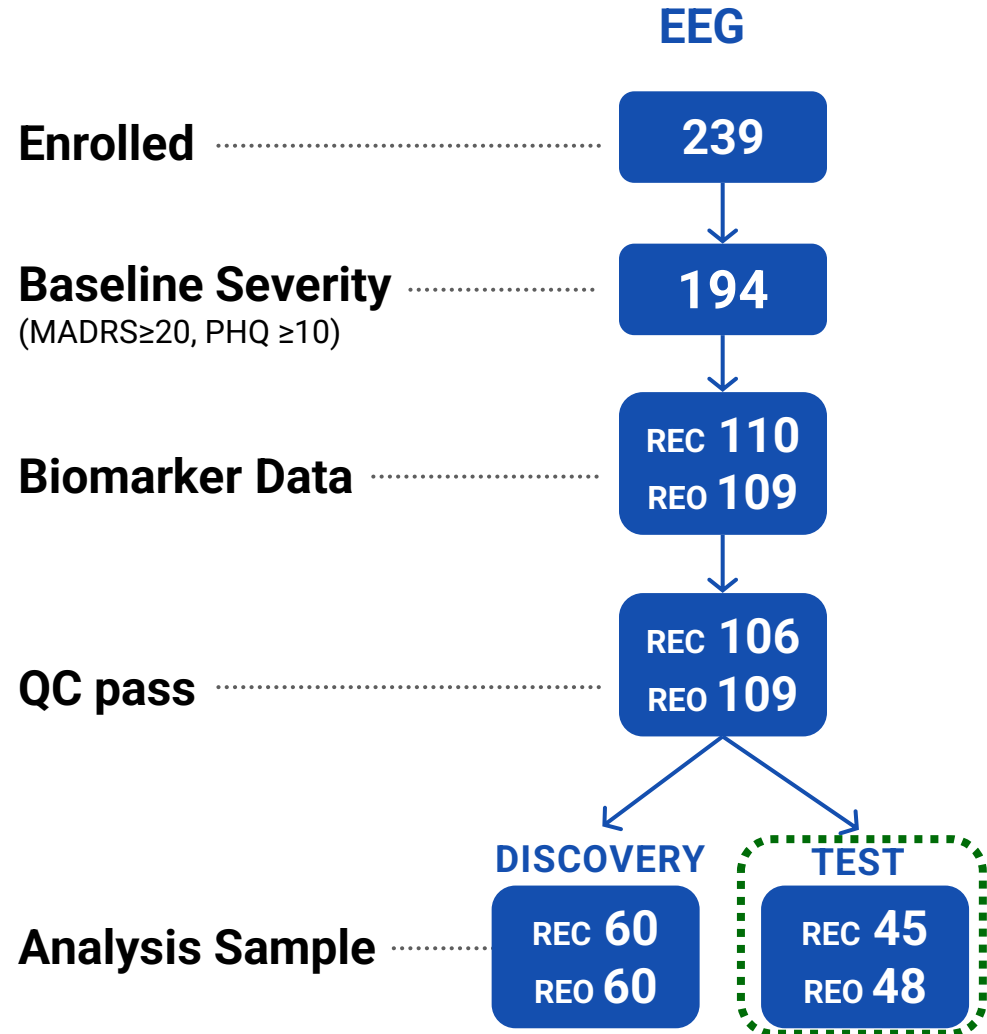 EEG
Enrolled
239
Baseline Severity
(MADRS≥20, PHQ ≥10)
194
Biomarker Data
REC 110
REO 109
QC pass
REC 106
REO 109
Analysis Sample
DISCOVERY
REC 60
REO 60
TEST
REC 45
REO 48